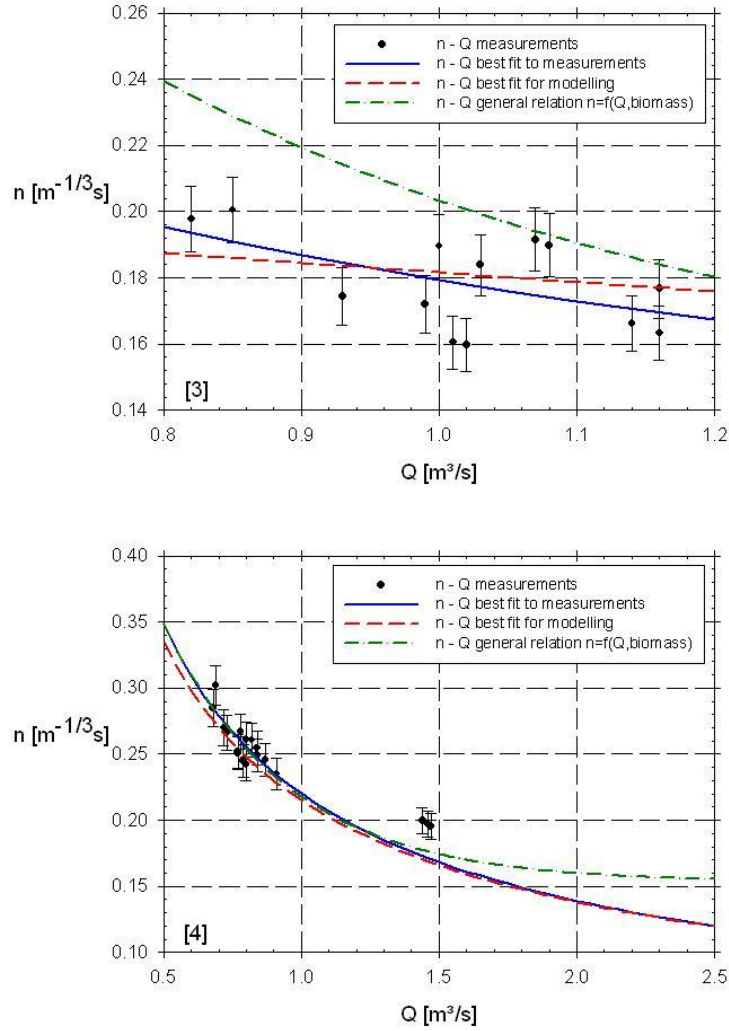 0.26
0.24
0.22
0.20
0.18
0.16
0.14
n [m-1/3s]
n - Q measurements
n - Q best fit to measurements
n - Q best fit for modelling
n - Q general relation n=f(Q,biomass)
[3]
0.8 0.9 1.0 1.1 1.2
Q [m³/s]
0.40
0.35
0.30
0.25
0.20
0.15
0.10
n [m-1/3s]
n - Q measurements
n - Q best fit to measurements
n - Q best fit for modelling
n - Q general relation n=f(Q,biomass)
[4]
0.5 1.0 1.5 2.0 2.5
Q [m³/s]